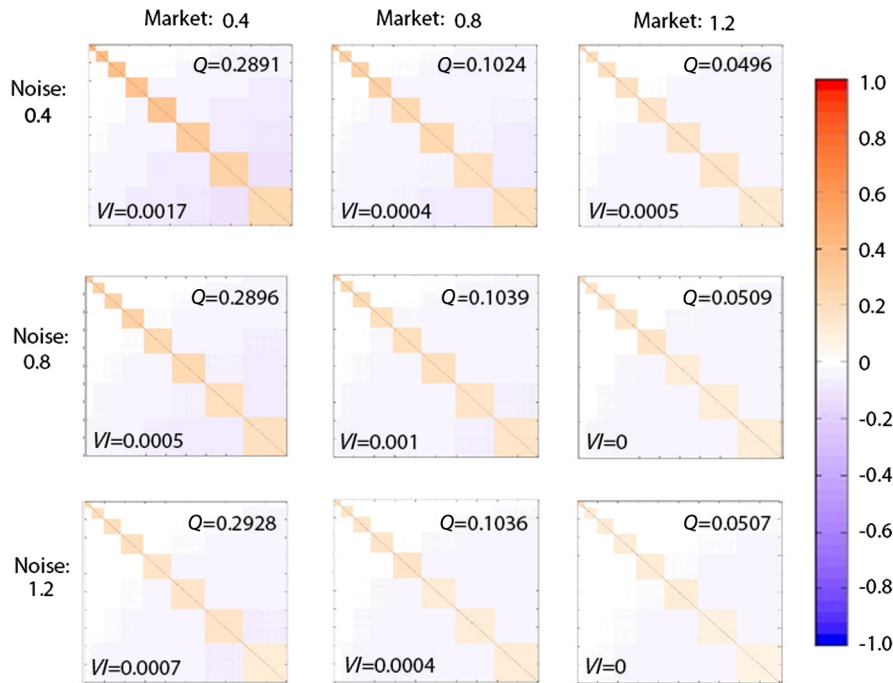 Market: 0.4 Market: 0.8 Market: 1.2
Noise:
0.4
Q=0.2891
VI=0.0017
Q=0.1024
VI=0.0004
Q=0.0496
VI=0.0005
Noise:
0.8
Q=0.2896
VI=0.0005
Q=0.1039
VI=0.001
Q=0.0509
VI=0
Noise:
1.2
Q=0.2928
VI=0.0007
Q=0.1036
VI=0.0004
Q=0.0507
VI=0
1.0
0.8
0.6
0.4
0.2
0
-0.2
-0.4
-0.6
-0.8
-1.0